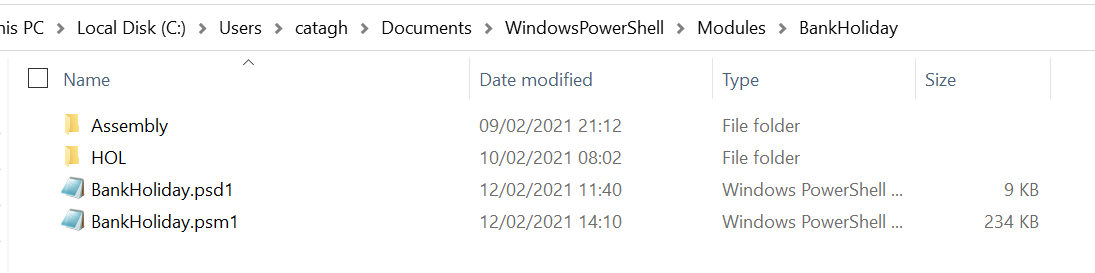 his PC > Local Disk (C:) > Users > catagh > Documents > WindowsPowerShell > Modules > BankHoliday
Name Date modified Type Size
Assembly 09/02/2021 21:12 File folder
HOL 10/02/2021 08:02 File folder
BankHoliday.psd1 12/02/2021 11:40 Windows PowerShell ... 9 KB
BankHoliday.psm1 12/02/2021 14:10 Windows PowerShell ... 234 KB